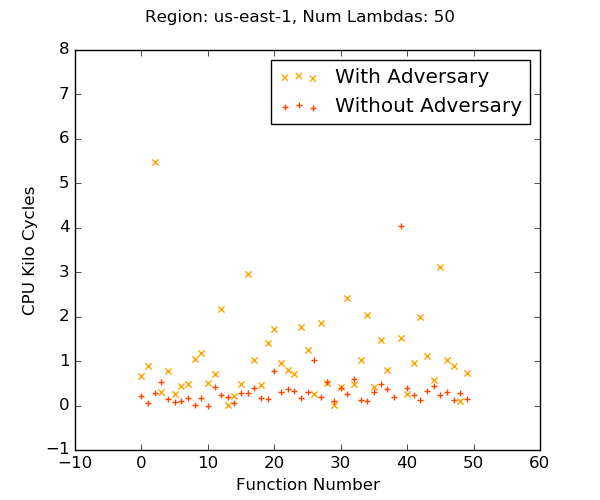 Region: us-east-1, Num Lambdas: 50
8
7
6
5
4
3
2
1
0
−1
CPU Kilo Cycles
With Adversary
Without Adversary
−10 0 10 20 30 40 50 60
Function Number